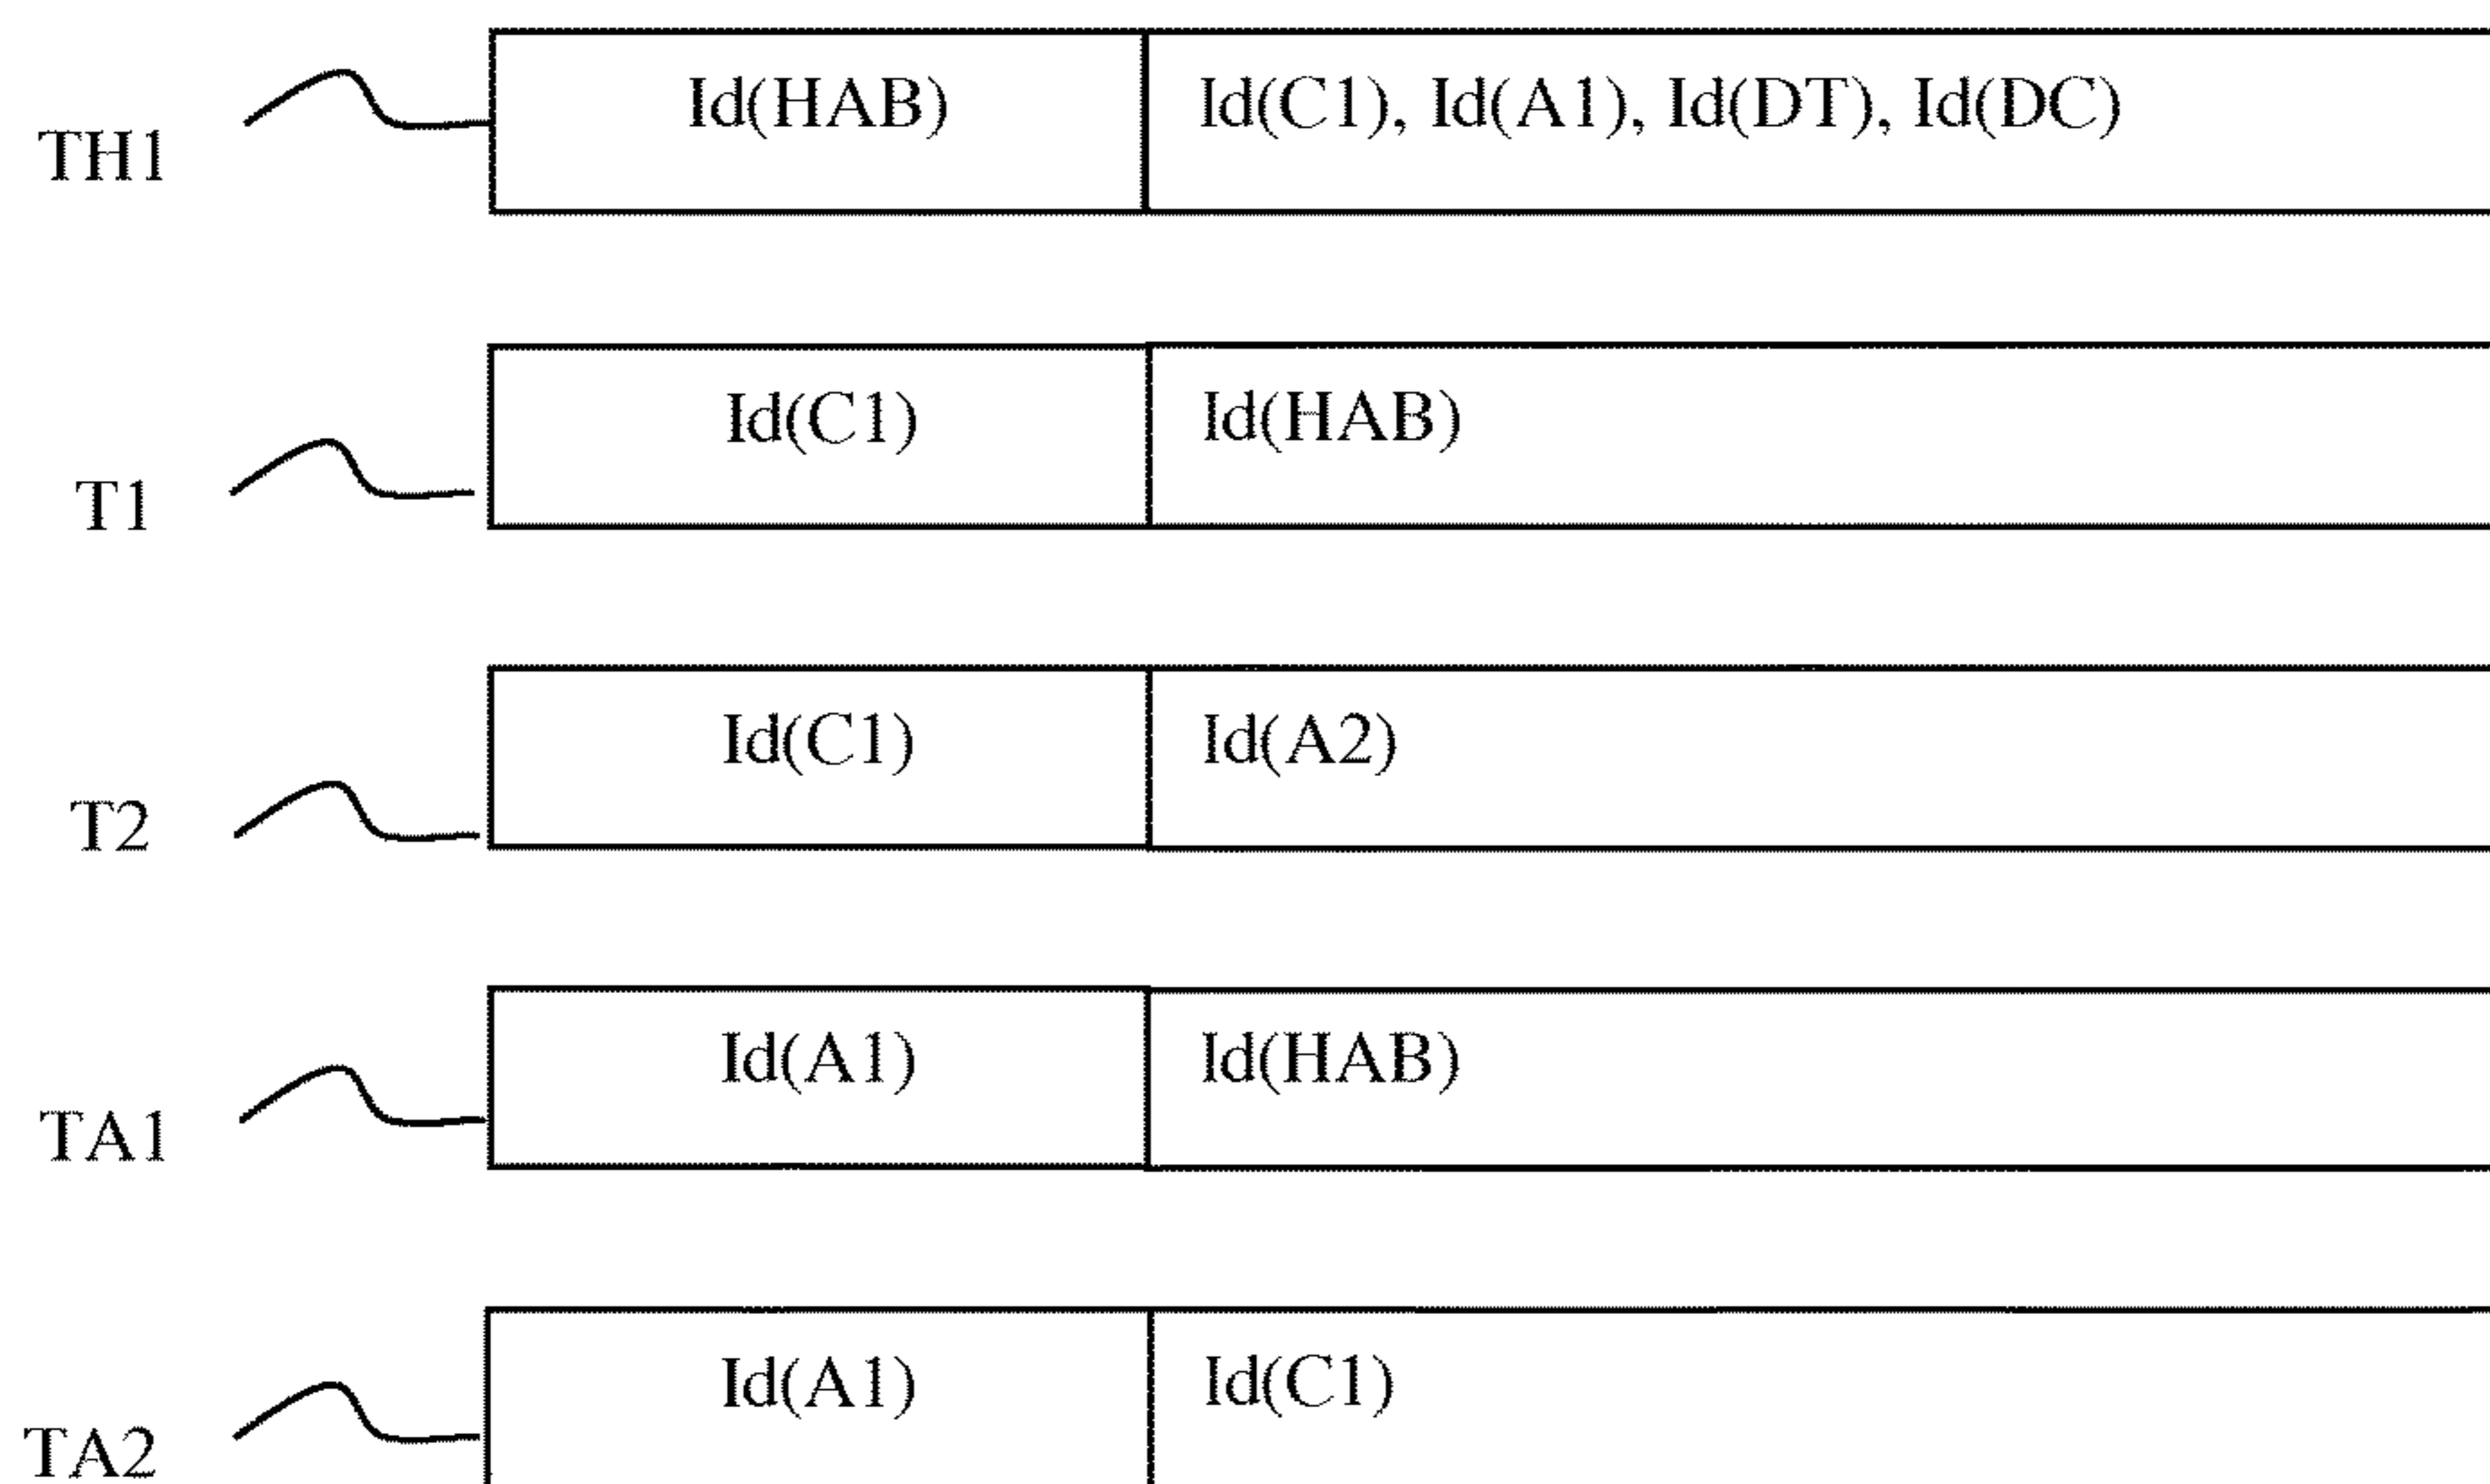 TH1 Id(HAB) Id(C1), Id(A1), Id(DT), Id(DC)
T1 Id(C1) Id(HAB)
T2 Id(C1) Id(A2)
TA1 Id(A1) Id(HAB)
TA2 Id(A1) Id(C1)